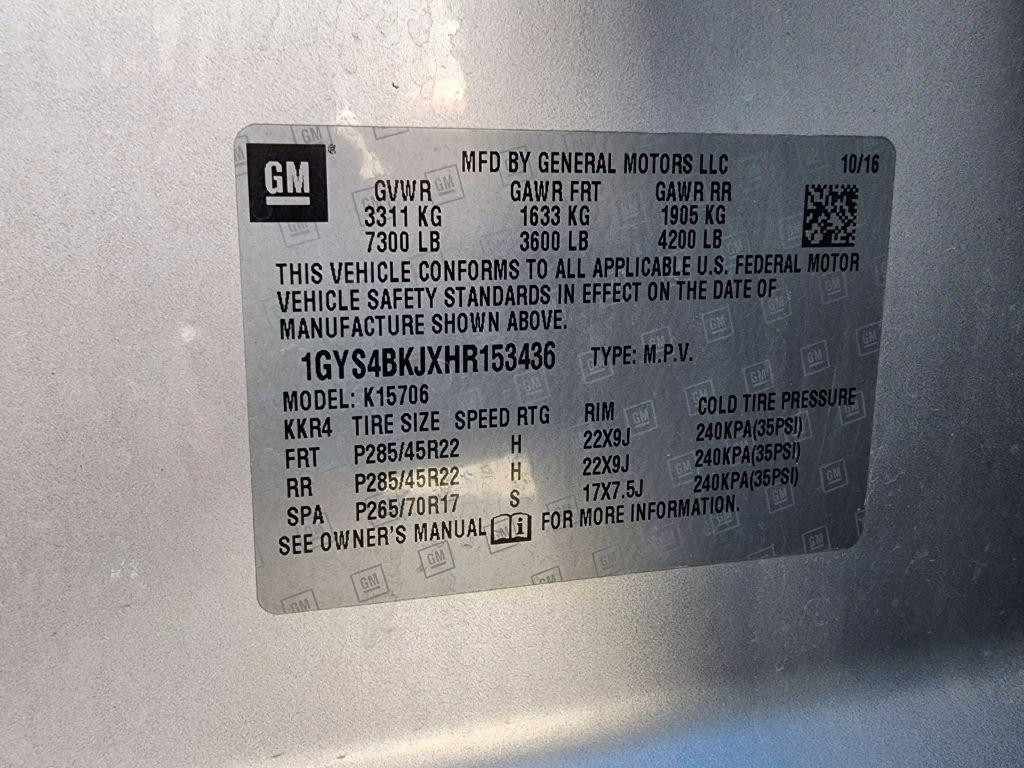 GM
MFD BY GENERAL MOTORS LLC 10/16
GVWR GAWR FRT GAWR RR
3311 KG 1633 KG 1905 KG
7300 LB 3600 LB 4200 LB
THIS VEHICLE CONFORMS TO ALL APPLICABLE U.S. FEDERAL MOTOR
VEHICLE SAFETY STANDARDS IN EFFECT ON THE DATE OF
MANUFACTURE SHOWN ABOVE.
1GYS4BKJXHR153436 TYPE: M.P.V.
MODEL: K15706
KKR4 TIRE SIZE SPEED RTG RIM COLD TIRE PRESSURE
FRT P285/45R22 H 22X9J 240KPA(35PSI)
RR P285/45R22 H 22X9J 240KPA(35PSI)
SPA P265/70R17 S 17X7.5J 240KPA(35PSI)
SEE OWNER'S MANUAL FOR MORE INFORMATION.